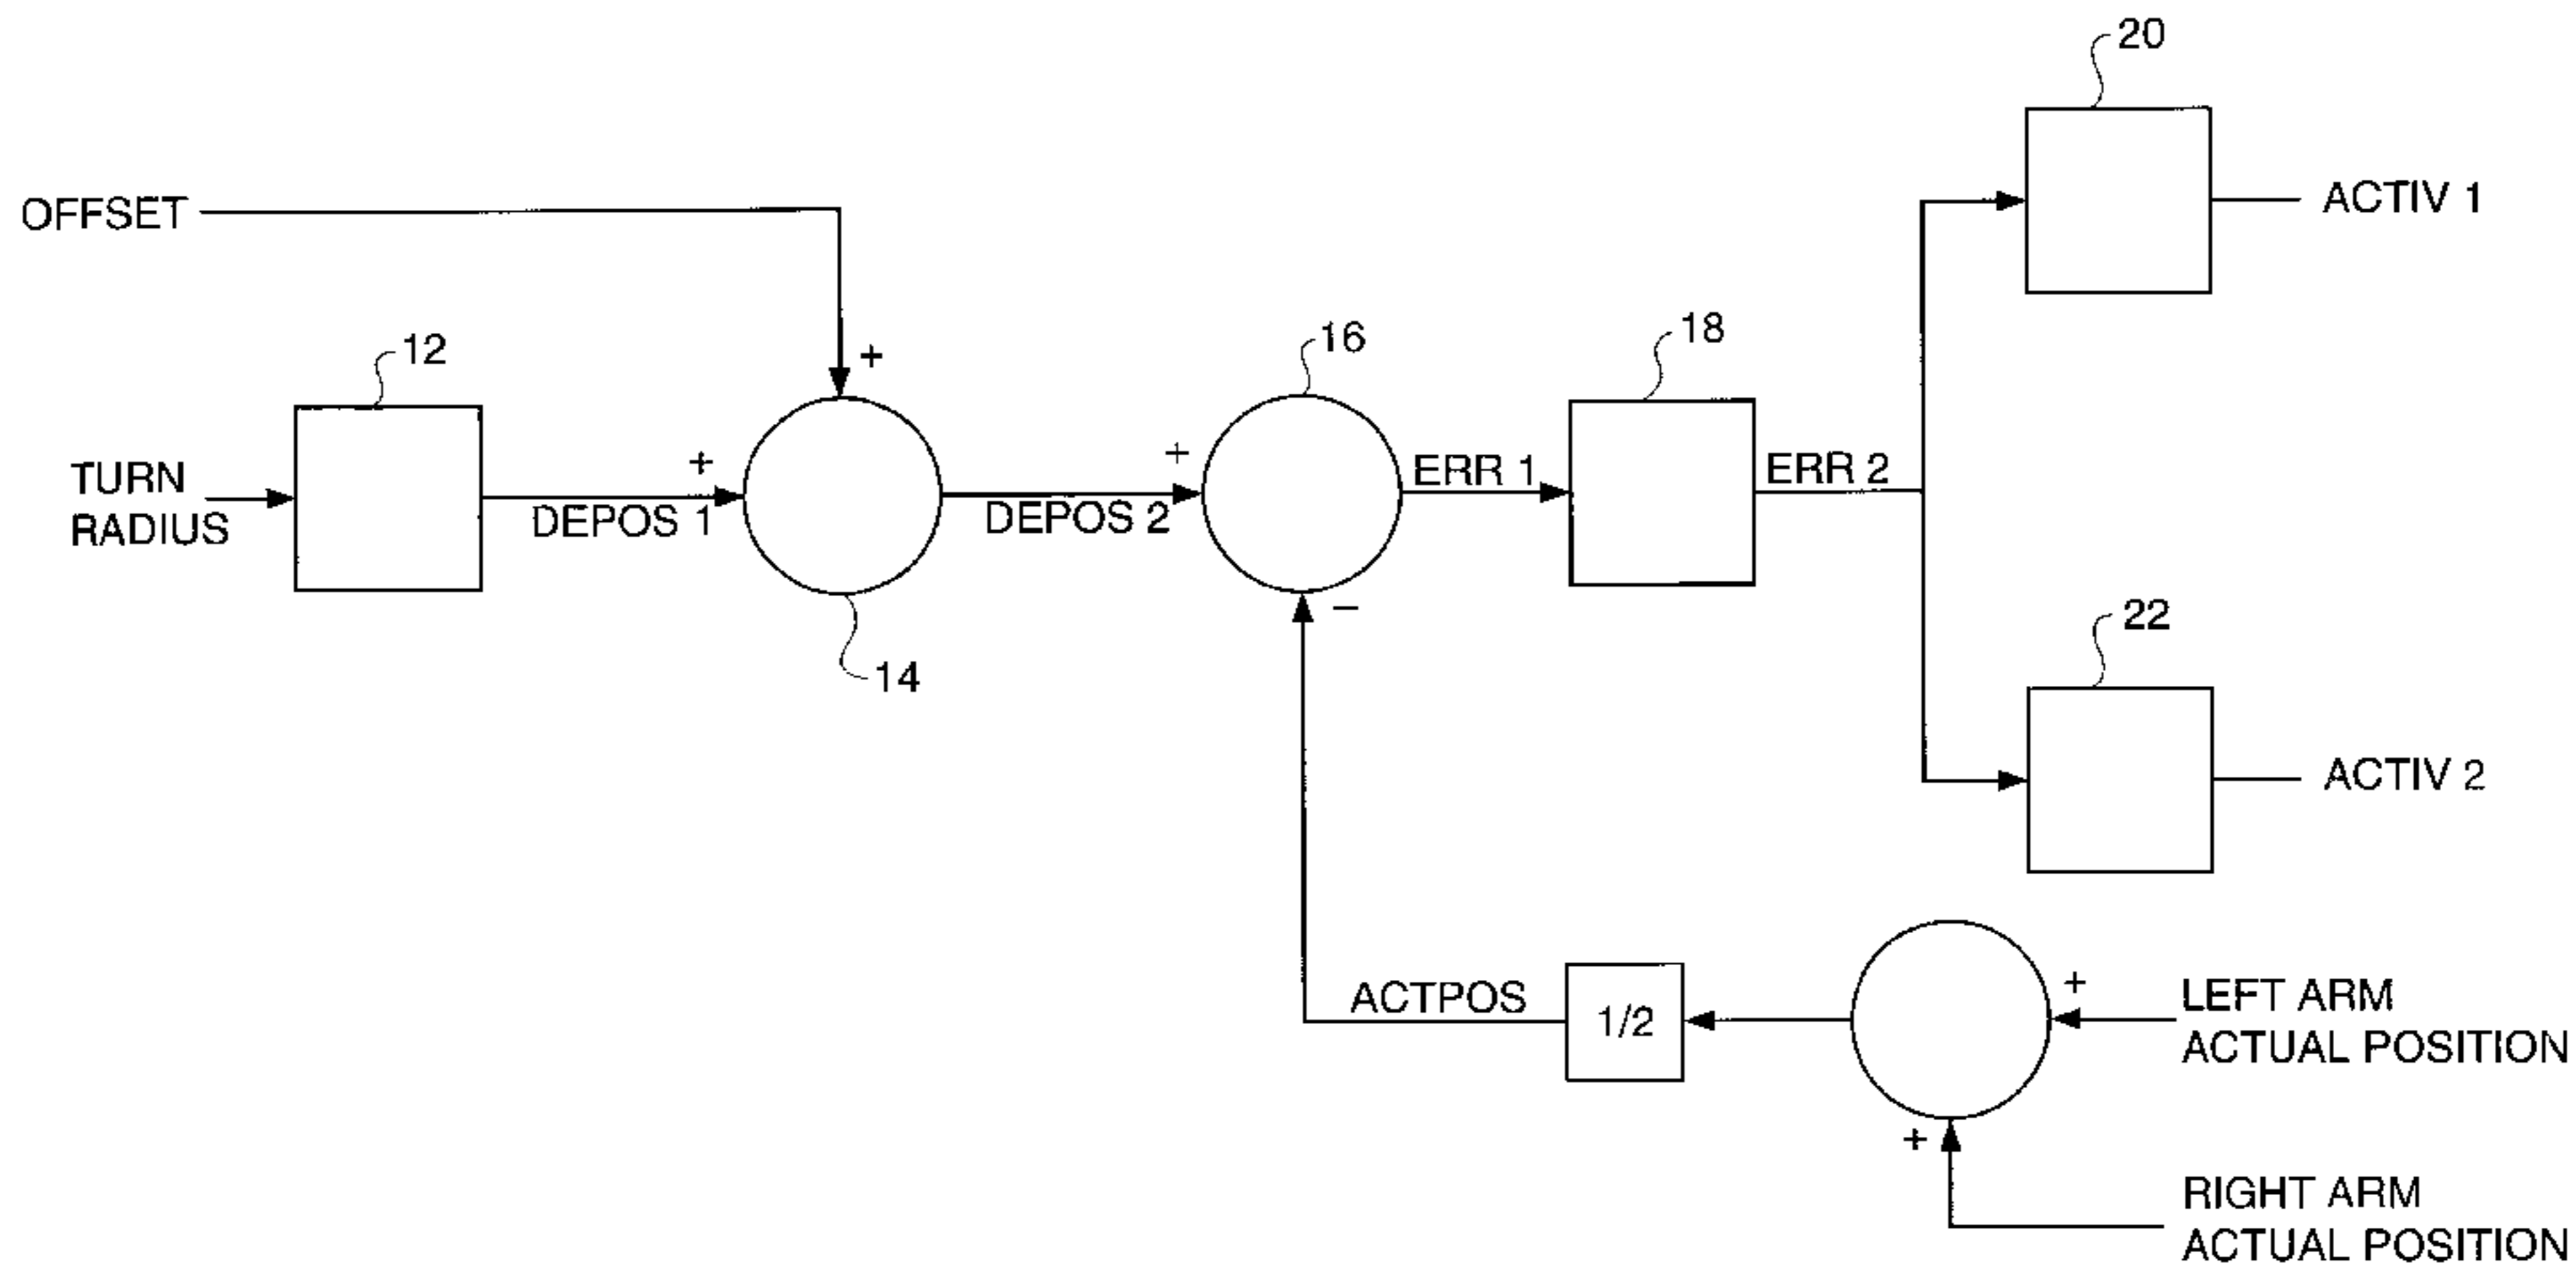 20
ACTIV 1
OFFSET
+
12
16
18
TURN
RADIUS
+
DEPOS 1
+
DEPOS 2
ERR 1
ERR 2
14
−
22
ACTIV 2
ACTPOS
1/2
+
LEFT ARM
ACTUAL POSITION
+
RIGHT ARM
ACTUAL POSITION